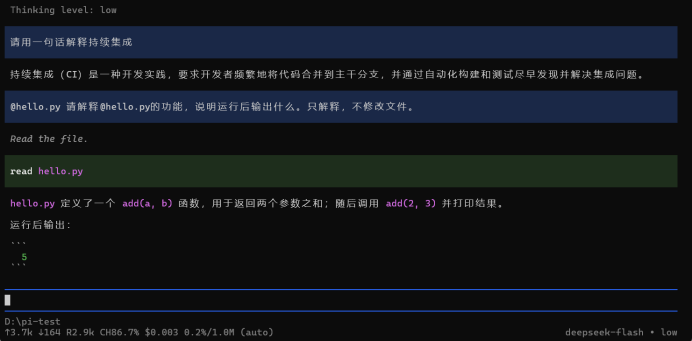 Thinking level: low
请用一句话解释持续集成
持续集成 (CI) 是一种开发实践，要求开发者频繁地将代码合并到主干分支，并通过自动化构建和测试尽早发现并解决集成问题。
@hello.py 请解释@hello.py的功能，说明运行后输出什么。只解释，不修改文件。
Read the file.
read hello.py
hello.py 定义了一个 add(a, b) 函数，用于返回两个参数之和；随后调用 add(2, 3) 并打印结果。
运行后输出：
```
5
```
D:\pi-test
↑3.7k ↓164 R2.9k CH86.7% $0.003 0.2%/1.0M (auto) deepseek-flash • low